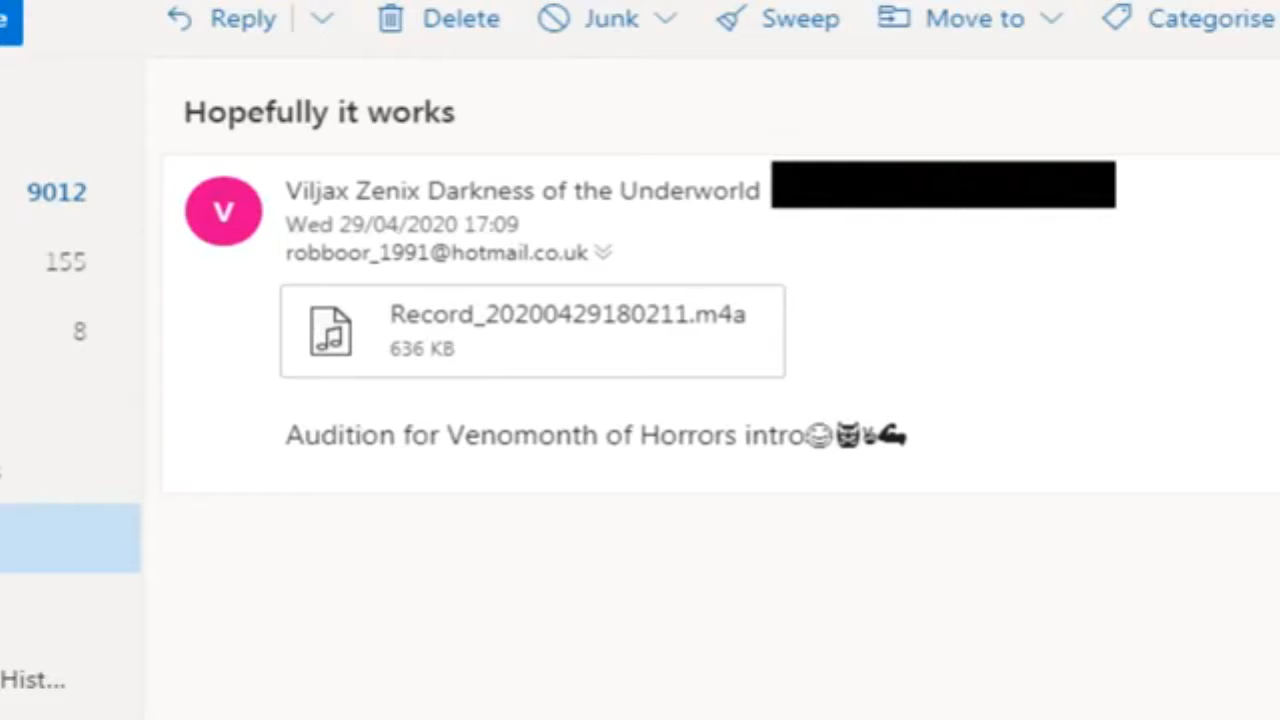 e Reply Delete Junk Sweep Move to Categorise
Hopefully it works
9012
V
Viljax Zenix Darkness of the Underworld
Wed 29/04/2020 17:09
robboor_1991@hotmail.co.uk
155
Record_20200429180211.m4a
8
636 KB
Audition for Venomonth of Horrors intro
Hist...